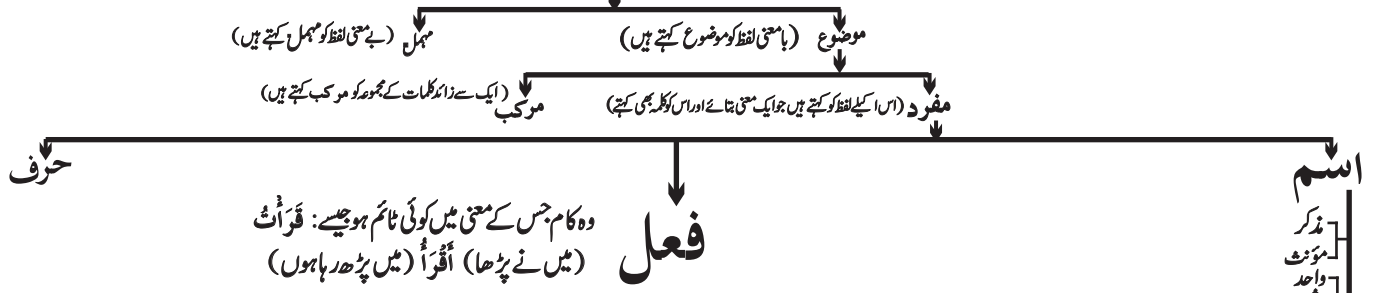 موضوع (بامعنی لفظ کو موضوع کہتے ہیں)
مہمل (بے معنی لفظ کو مہمل کہتے ہیں)
مفرد (اس اکیلے لفظ کو کہتے ہیں جو ایک معنی بتائے اور اس کو کلمہ بھی کہتے)
مرکب (ایک سے زائد کلمات کے مجموعہ کو مرکب کہتے ہیں)
اسم
مذکر
مؤنث
واحد
فعل
وہ کام جس کے معنی میں کوئی ٹائم ہو جیسے: قَرَأْتُ
(میں نے پڑھا) أَقْرَأُ (میں پڑھ رہا ہوں)
حرف